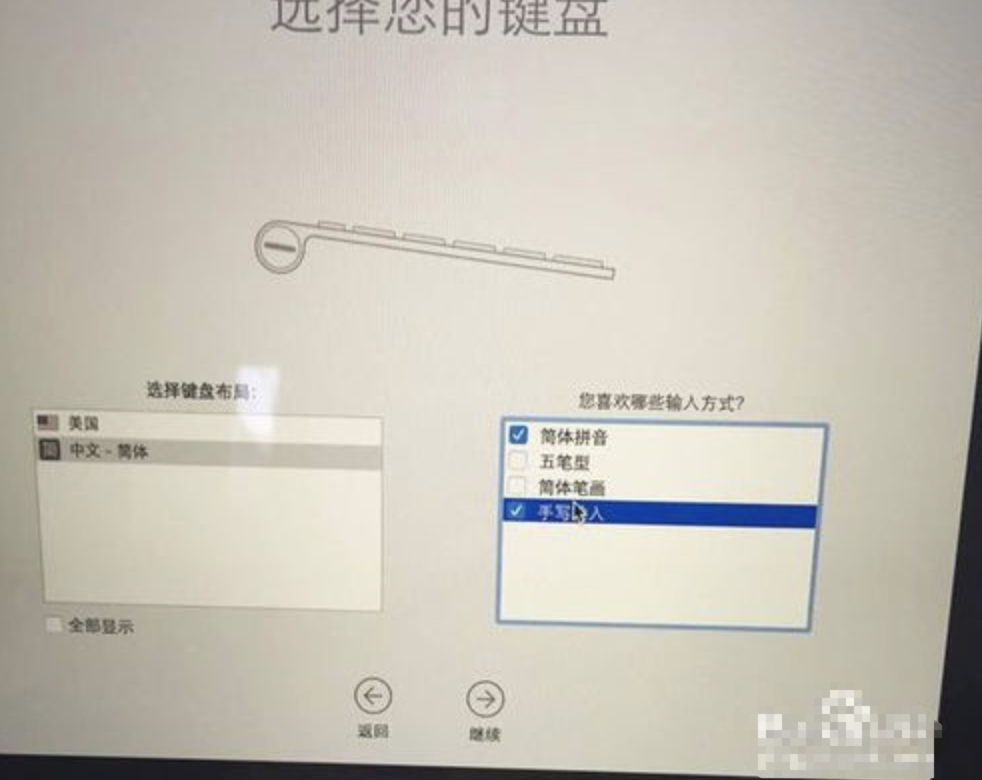 选择您的键盘
选择键盘布局:
美国
简 中文 - 简体
全部显示
您喜欢哪些输入方式?
简体拼音
五笔型
简体笔画
手写 入
返回
继续